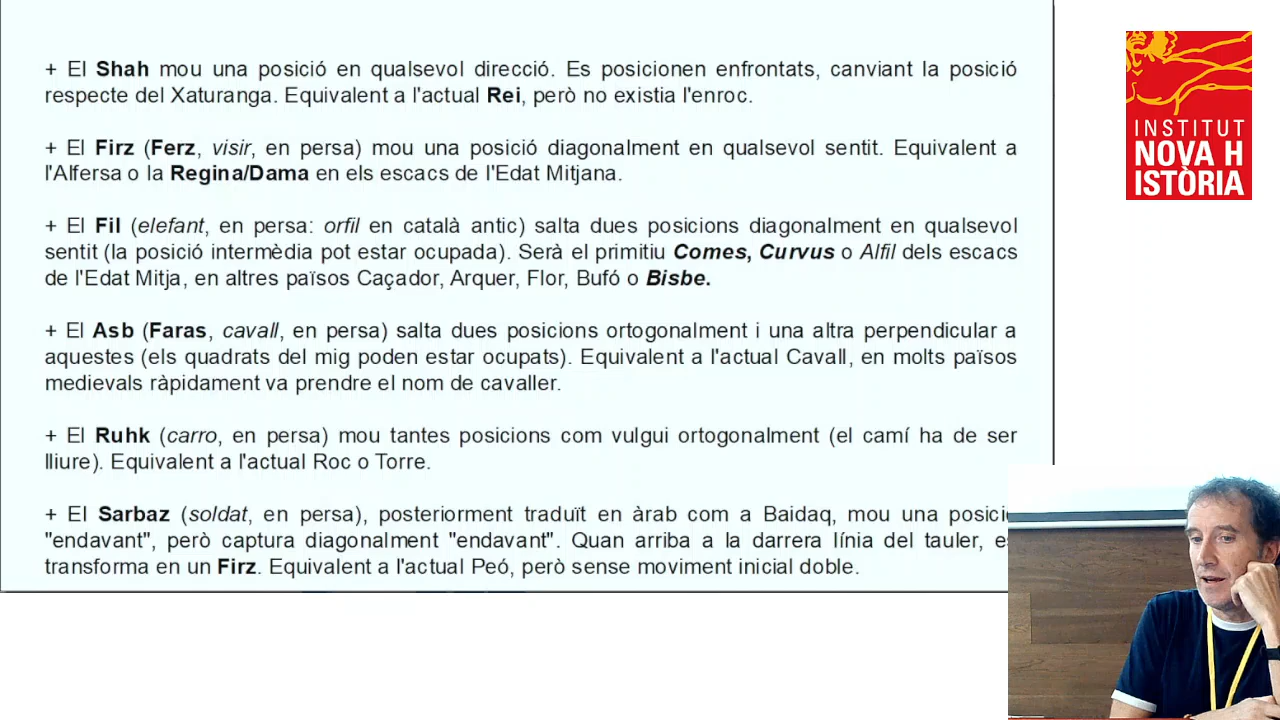 + El Shah mou una posició en qualsevol direcció. Es posicionen enfrontats, canviant la posició
respecte del Xaturanga. Equivalent a l'actual Rei, però no existia l'enroc.
+ El Firz (Ferz, visir, en persa) mou una posició diagonalment en qualsevol sentit. Equivalent a
l'Alfersa o la Regina/Dama en els escacs de l'Edat Mitjana.
+ El Fil (elefant, en persa: orfil en català antic) salta dues posicions diagonalment en qualsevol
sentit (la posició intermèdia pot estar ocupada). Serà el primitiu Comes, Curvus o Alfil dels escacs
de l'Edat Mitja, en altres països Caçador, Arquer, Flor, Bufó o Bisbe.
+ El Asb (Faras, cavall, en persa) salta dues posicions ortogonalment i una altra perpendicular a
aquestes (els quadrats del mig poden estar ocupats). Equivalent a l'actual Cavall, en molts països
medievals ràpidament va prendre el nom de cavaller.
+ El Ruhk (carro, en persa) mou tantes posicions com vulgui ortogonalment (el camí ha de ser
lliure). Equivalent a l'actual Roc o Torre.
+ El Sarbaz (soldat, en persa), posteriorment traduït en àrab com a Baidaq, mou una posici
"endavant", però captura diagonalment "endavant". Quan arriba a la darrera línia del tauler, e
transforma en un Firz. Equivalent a l'actual Peó, però sense moviment inicial doble.
INSTITUT
NOVA H
ISTÒRIA